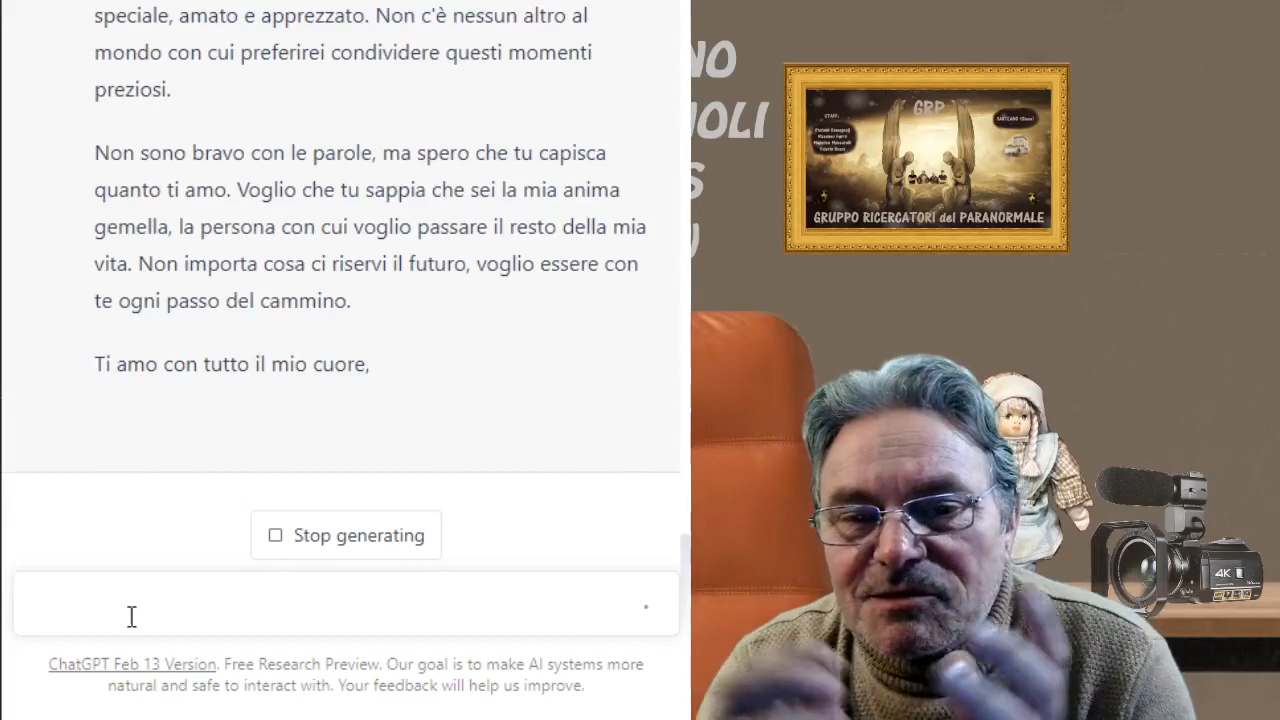 speciale, amato e apprezzato. Non c'è nessun altro al
mondo con cui preferirei condividere questi momenti
preziosi.
Non sono bravo con le parole, ma spero che tu capisca
quanto ti amo. Voglio che tu sappia che sei la mia anima
gemella, la persona con cui voglio passare il resto della mia
vita. Non importa cosa ci riservi il futuro, voglio essere con
te ogni passo del cammino.
Ti amo con tutto il mio cuore,
Stop generating
ChatGPT Feb 13 Version. Free Research Preview. Our goal is to make AI systems more
natural and safe to interact with. Your feedback will help us improve.
NO
OLI
S
GRP
STAFF:
GRUPPO RICERCATORI del PARANORMALE
4K